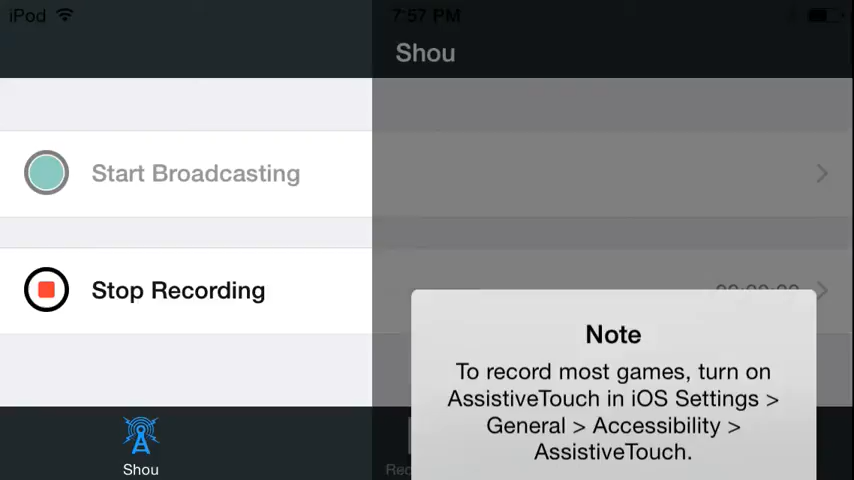 iPod
7:57 PM
Shou
Start Broadcasting
Stop Recording
00:00:00
Note
To record most games, turn on
AssistiveTouch in iOS Settings >
General > Accessibility >
AssistiveTouch.
Shou